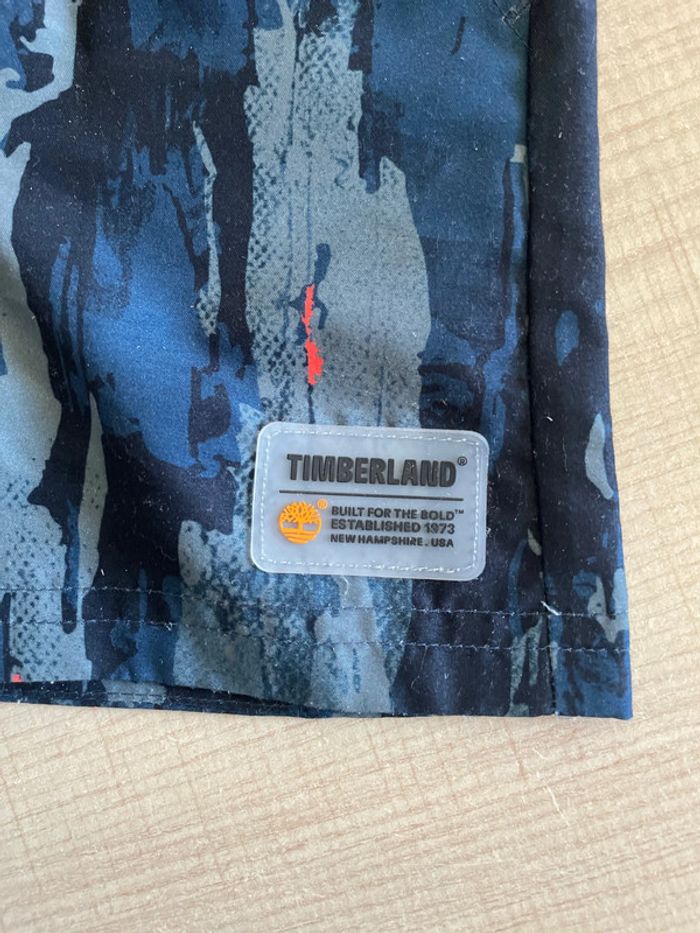 TIMBERLAND®
®
BUILT FOR THE BOLD™
ESTABLISHED 1973
NEW HAMPSHIRE. USA